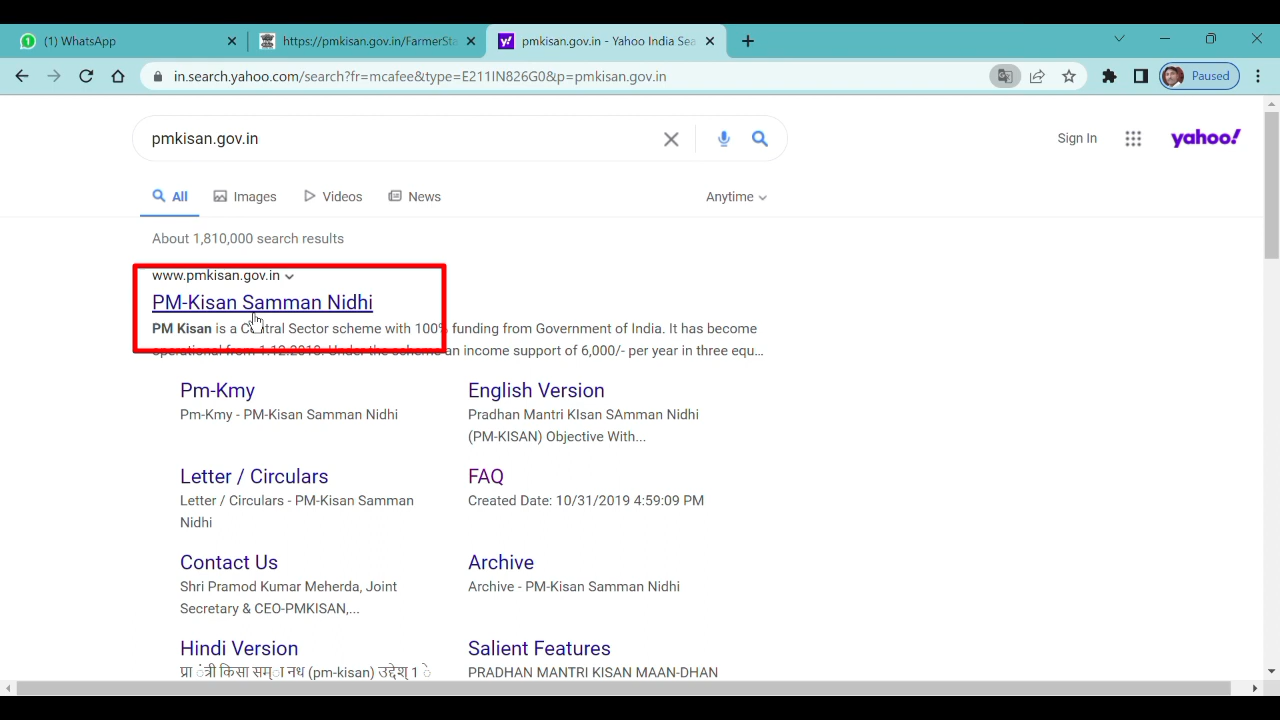 (1) WhatsApp
https://pmkisan.gov.in/FarmerSta
pmkisan.gov.in - Yahoo India Sea
in.search.yahoo.com/search?fr=mcafee&type=E211IN826G0&p=pmkisan.gov.in
Paused
pmkisan.gov.in
Sign In
yahoo!
All Images Videos News Anytime
About 1,810,000 search results
www.pmkisan.gov.in
PM-Kisan Samman Nidhi
PM Kisan is a Central Sector scheme with 100% funding from Government of India. It has become
operational from 1.12.2018. Under the scheme an income support of 6,000/- per year in three equ...
Pm-Kmy
Pm-Kmy - PM-Kisan Samman Nidhi
English Version
Pradhan Mantri KIsan SAmman Nidhi
(PM-KISAN) Objective With...
Letter / Circulars
Letter / Circulars - PM-Kisan Samman
Nidhi
FAQ
Created Date: 10/31/2019 4:59:09 PM
Contact Us
Shri Pramod Kumar Meherda, Joint
Secretary & CEO-PMKISAN,...
Archive
Archive - PM-Kisan Samman Nidhi
Hindi Version
(pm-kisan)
Salient Features
PRADHAN MANTRI KISAN MAAN-DHAN